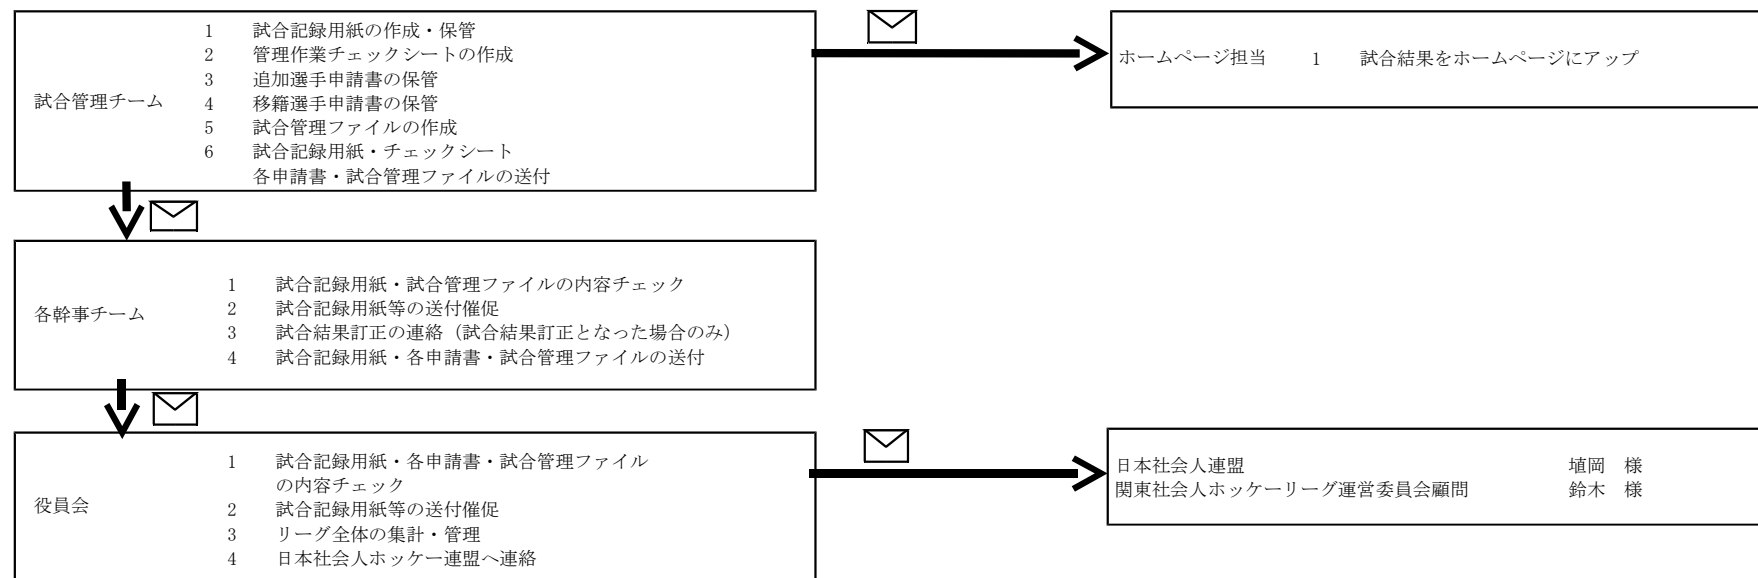 1 試合記録用紙の作成・保管
2 管理作業チェックシートの作成
3 追加選手申請書の保管
試合管理チーム 4 移籍選手申請書の保管
5 試合管理ファイルの作成
6 試合記録用紙・チェックシート
各申請書・試合管理ファイルの送付
ホームページ担当 1 試合結果をホームページにアップ
1 試合記録用紙・試合管理ファイルの内容チェック
2 試合記録用紙等の送付催促
各幹事チーム
3 試合結果訂正の連絡（試合結果訂正となった場合のみ）
4 試合記録用紙・各申請書・試合管理ファイルの送付
1 試合記録用紙・各申請書・試合管理ファイル
の内容チェック
役員会
2 試合記録用紙等の送付催促
3 リーグ全体の集計・管理
4 日本社会人ホッケー連盟へ連絡
日本社会人連盟 埴岡 様
関東社会人ホッケーリーグ運営委員会顧問 鈴木 様